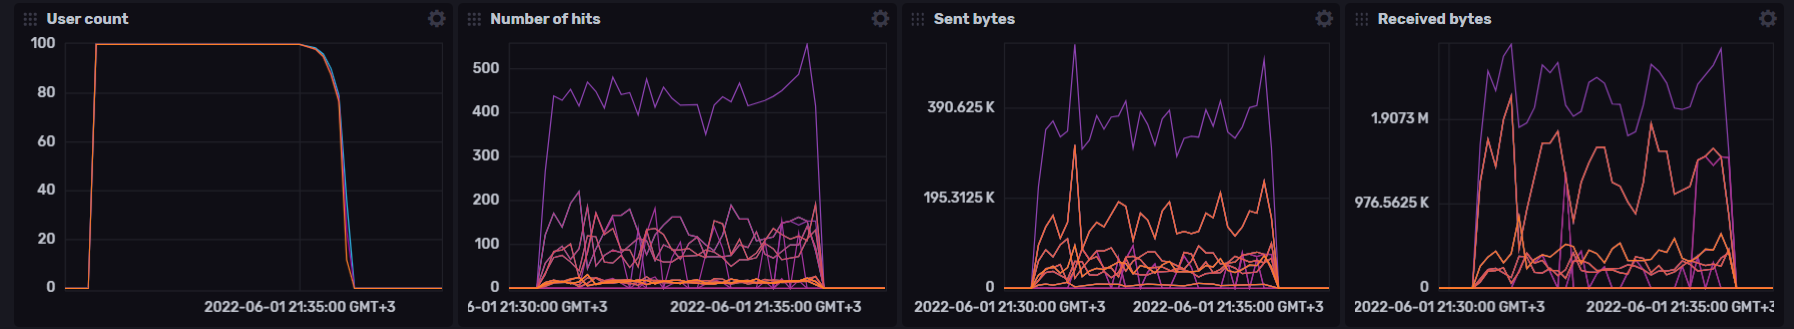 User count
100
80
60
40
20
0
2022-06-01 21:35:00 GMT+3
Number of hits
500
400
300
200
100
0
6-01 21:30:00 GMT+3 2022-06-01 21:35:00 GMT+3
Sent bytes
390.625 K
195.3125 K
0
2022-06-01 21:30:00 GMT+3 2022-06-01 21:35:00 GMT+3
Received bytes
1.9073 M
976.5625 K
0
2022-06-01 21:30:00 GMT+3 2022-06-01 21:35:00 GMT+3